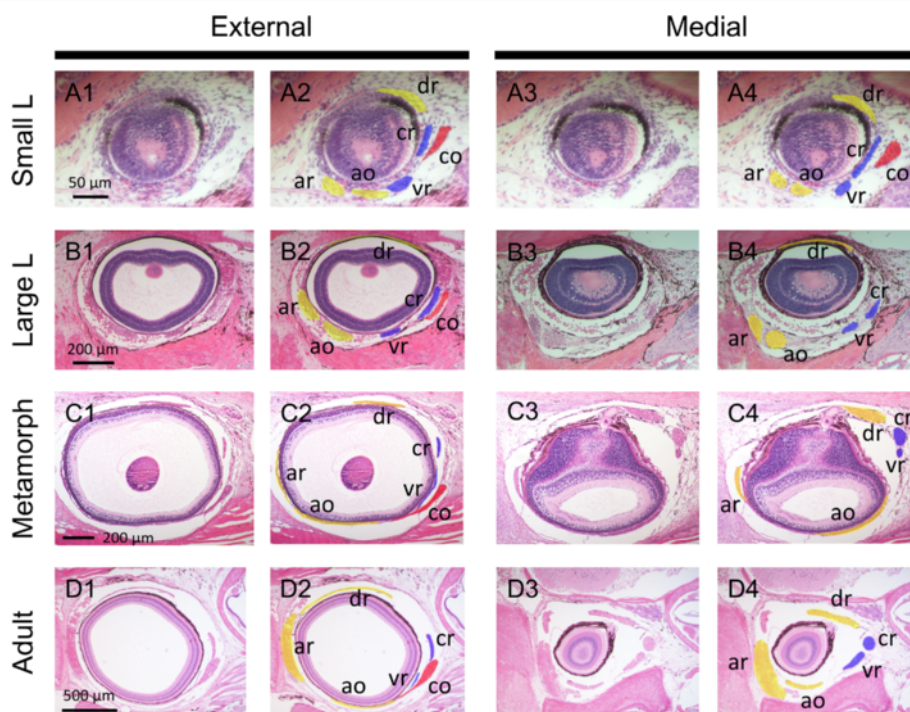 External Medial
Small L
A1 A2 dr A3 A4 dr
cr cr
co co
ar ao vr ar ao vr
50 μm
Large L
B1 B2 dr B3 B4 dr
cr cr
ar co ar
ao vr ao vr
200 μm
Metamorph
C1 C2 dr C3 C4 cr
cr dr
ar vr ar vr
ao co ao
200 μm
Adult
D1 D2 dr D3 D4 dr
ar cr cr
vr co ar vr
ao ao
500 μm